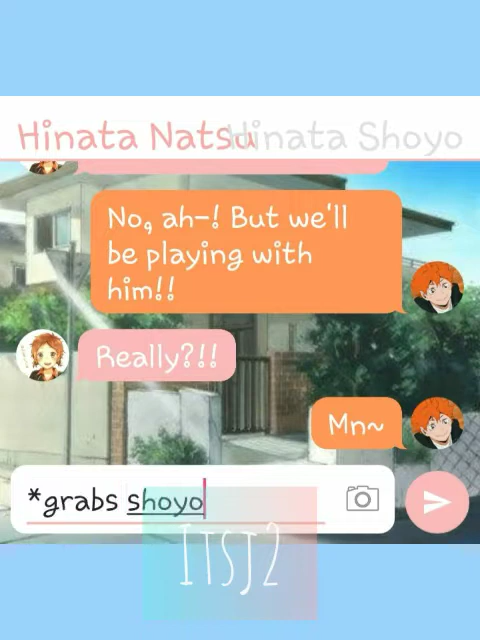 Hinata Natsu Hinata Shoyo
No, ah-! But we'll
be playing with
him!!
Really?!!
Mn~
*grabs shoyo
ITSJ2